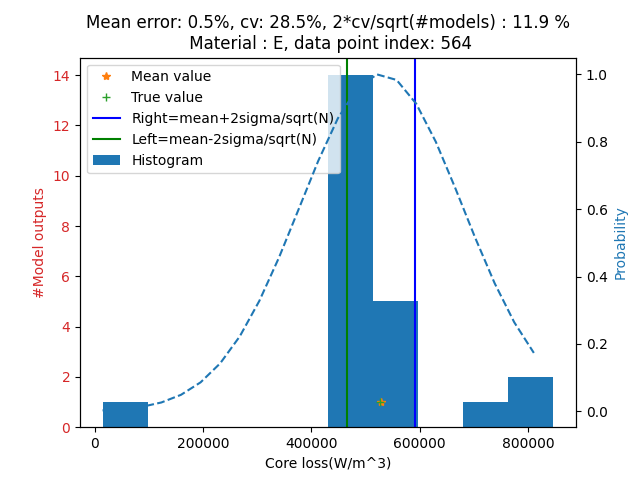 Mean error: 0.5%, cv: 28.5%, 2*cv/sqrt(#models) : 11.9 %
Material : E, data point index: 564
Mean value
True value
Right=mean+2sigma/sqrt(N)
Left=mean-2sigma/sqrt(N)
Histogram
14
12
10
8
6
4
2
0
#Model outputs
1.0
0.8
0.6
0.4
0.2
0.0
Probability
0
200000
400000
600000
800000
Core loss(W/m^3)